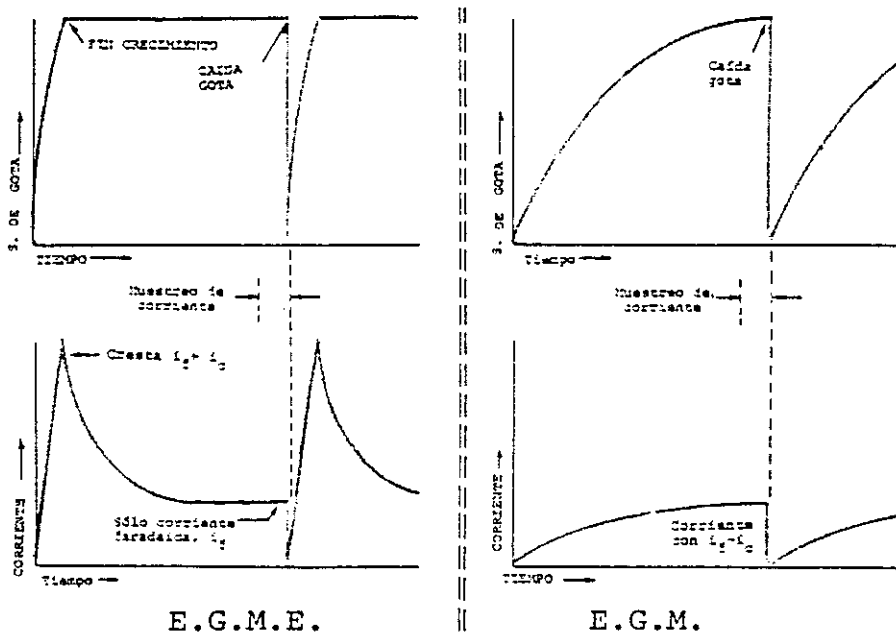 FIN CRECIMIENTO
CAIDA
GOTA
S. DE GOTA
TIEMPO
Muestreo de
corriente
Cresta i_f + i_c
CORRIENTE
Sólo corriente
faradaica, i_f
Tiempo
E.G.M.E.
Caída
gota
S. DE GOTA
Tiempo
Muestreo de
corriente
CORRIENTE
Corriente
con i_f-i_c
TIEMPO
E.G.M.